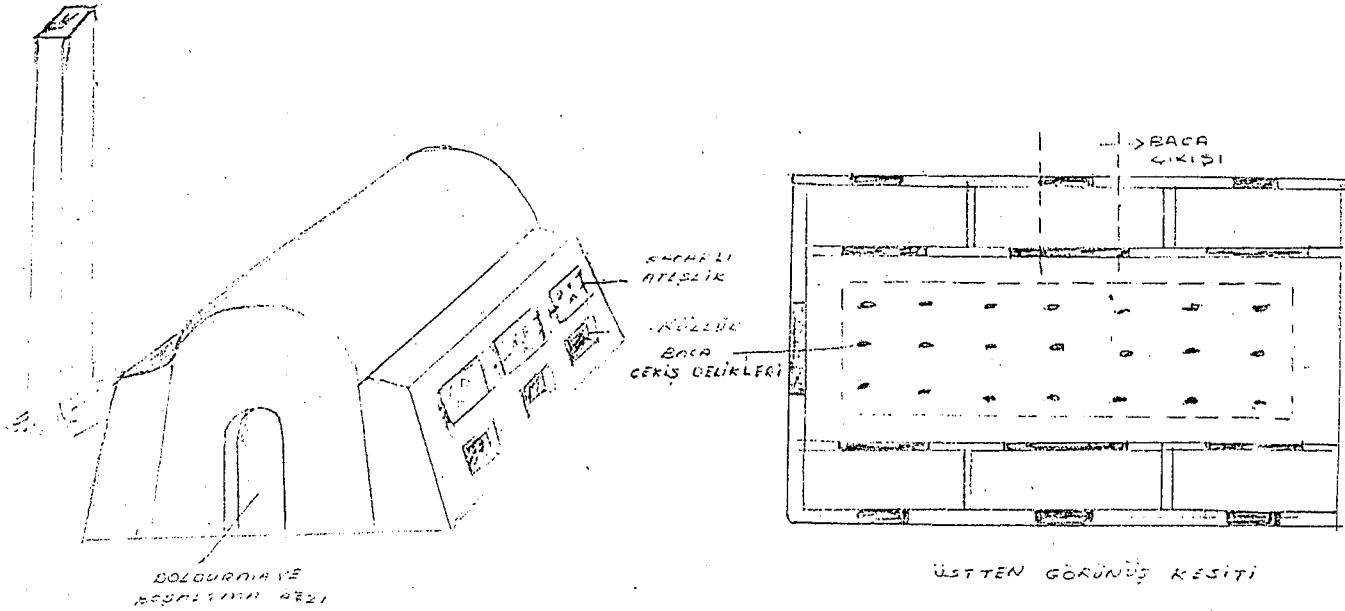 KAPAKLI
ATEŞLİK
KÜLLÜK
BACA
ÇEKİŞ DELİKLERİ
DOLDURMA VE
BOŞALTMA AĞZI
BACA
ÇIKIŞI
ÜSTTEN GÖRÜNÜŞ KESİTİ